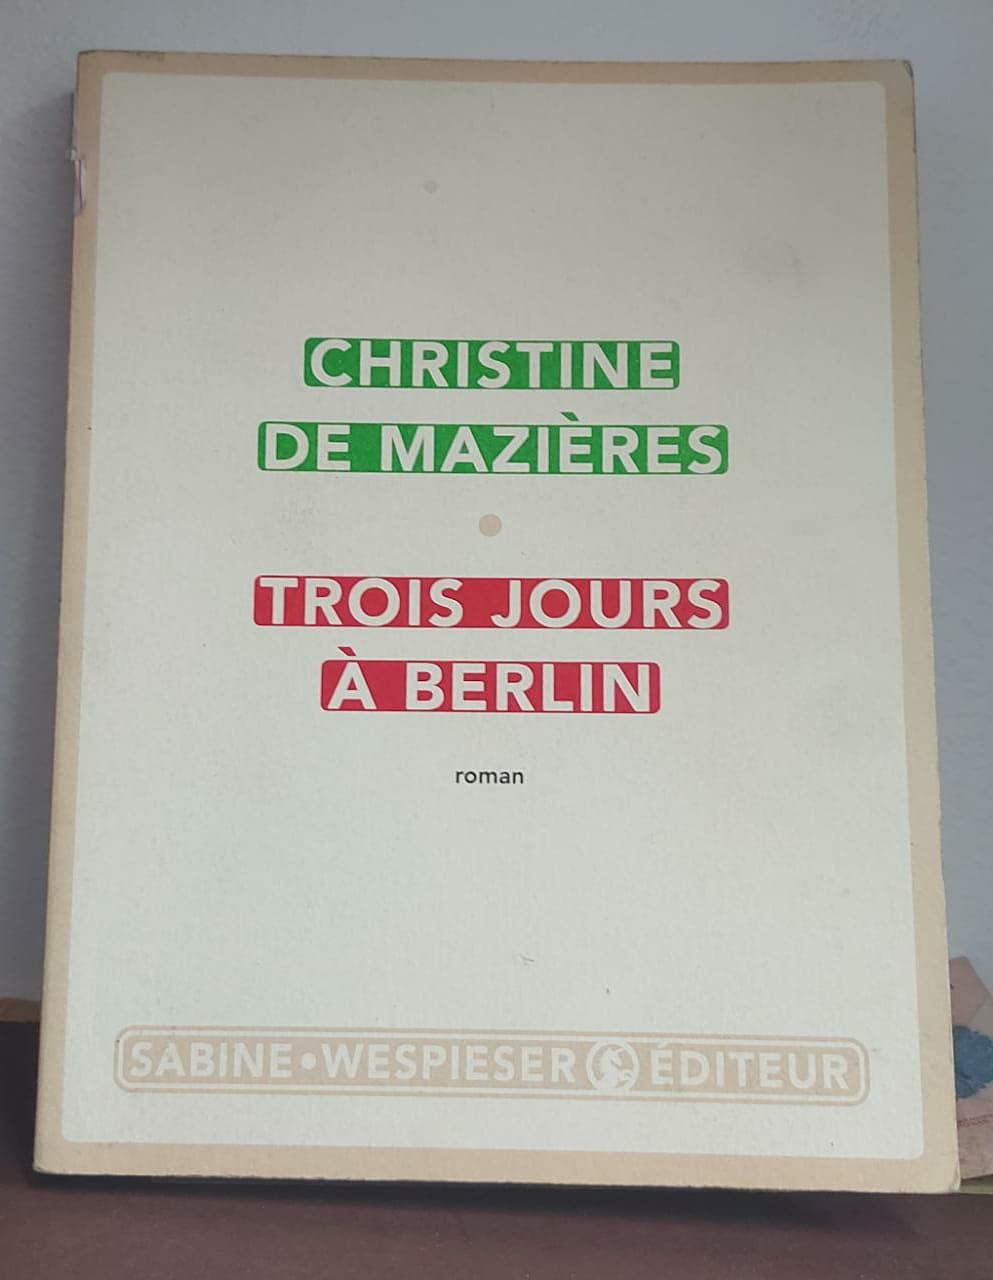 CHRISTINE
DE MAZIÈRES
TROIS JOURS
À BERLIN
roman
SABINE • WESPIESER ÉDITEUR